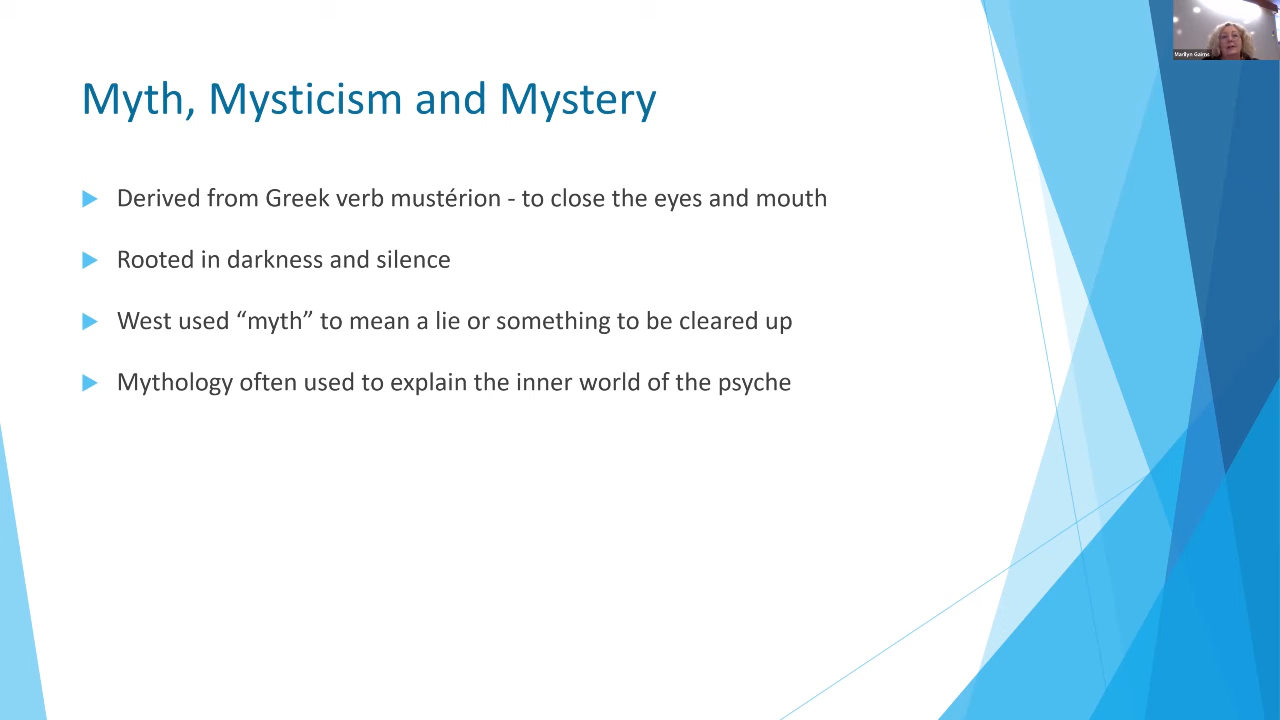 Myth, Mysticism and Mystery
Derived from Greek verb mustérion - to close the eyes and mouth
Rooted in darkness and silence
West used “myth” to mean a lie or something to be cleared up
Mythology often used to explain the inner world of the psyche
Marilyn Gairns